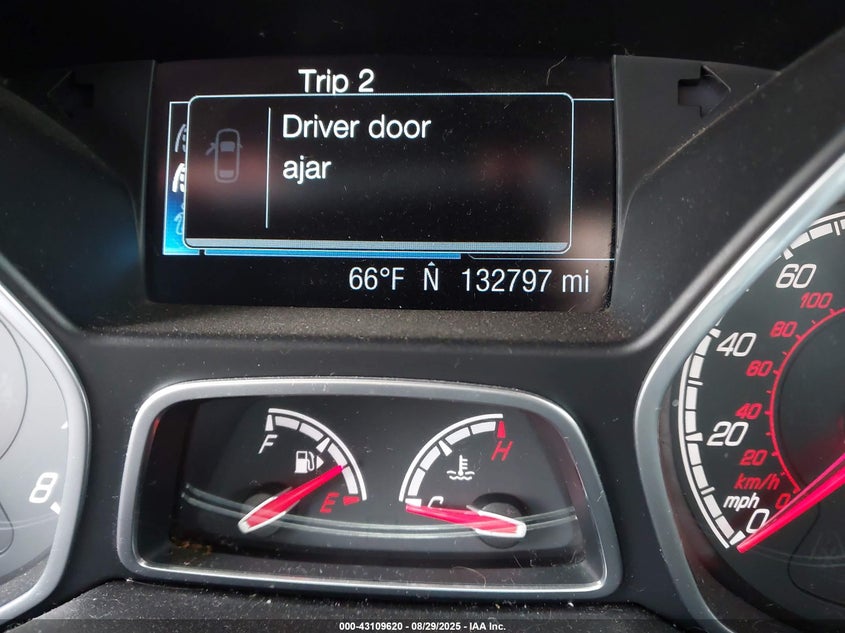 Trip 2
Driver door
ajar
66°F N 132797 mi
F
E
H
C
8
60
40
20
0
mph
100
80
60
40
20
0
km/h
000-43109620 - 08/29/2025 - IAA Inc.